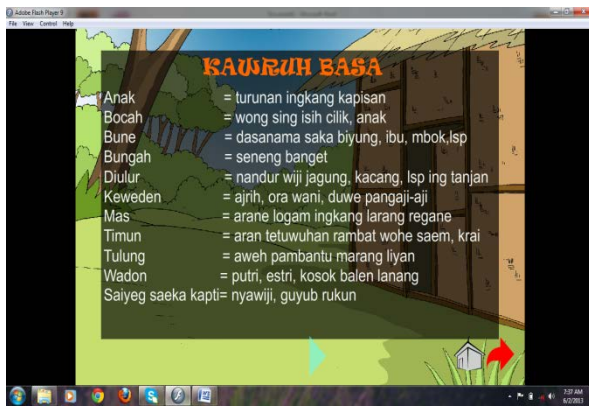 Adobe Flash Player 9
File View Control Help
KAWRUH BASA
Anak = turunan ingkang kapisan
Bocah = wong sing isih cilik, anak
Bune = dasanama saka biyung, ibu, mbok,lsp
Bungah = seneng banget
Diulur = nandur wiji jagung, kacang, lsp ing tanjan
Keweden = ajrih, ora wani, duwe pangaji-aji
Mas = arane logam ingkang larang regane
Timun = aran tetuwuhan rambat wohe saem, krai
Tulung = aweh pambantu marang liyan
Wadon = putri, estri, kosok balen lanang
Saiyeg saeka kapti= nyawiji, guyub rukun
7:37 AM
6/2/2013